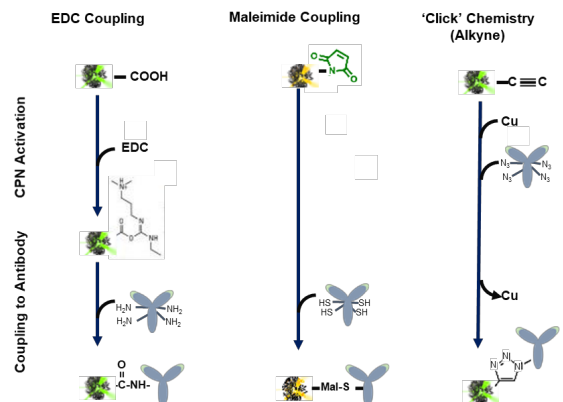 EDC Coupling
Maleimide Coupling
'Click' Chemistry
(Alkyne)
CPN Activation
Coupling to Antibody
COOH
EDC
H
N
N
O
O
NH
H₂N
NH₂
H₂N
NH₂
O
C-NH-
O
N
O
HS
SH
HS
SH
Mal-S
C≡C
Cu
N₃
N₃
N₃
N₃
Cu
N
N
N